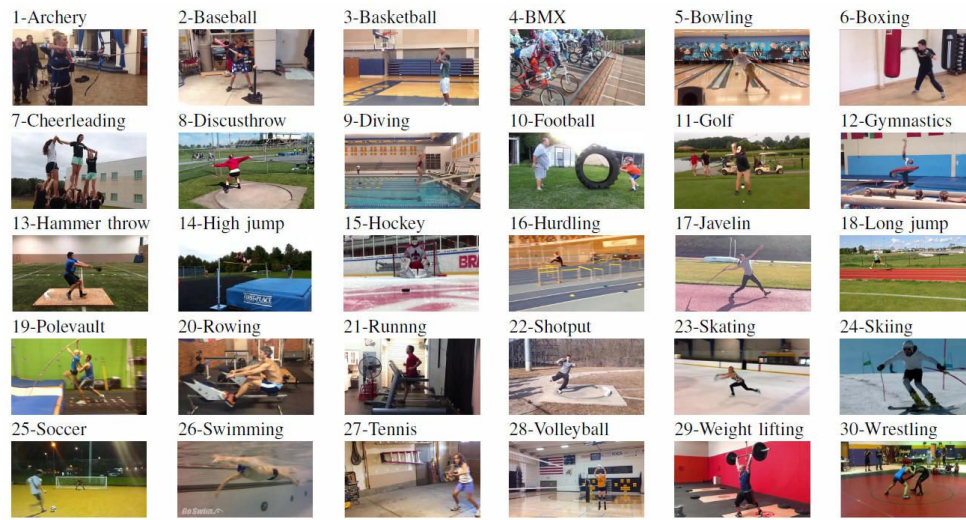 1-Archery
2-Baseball
3-Basketball
4-BMX
5-Bowling
6-Boxing
7-Cheerleading
8-Discusthrow
9-Diving
10-Football
11-Golf
12-Gymnastics
13-Hammer throw
14-High jump
15-Hockey
16-Hurdling
17-Javelin
18-Long jump
19-Polevault
20-Rowing
21-Runnng
22-Shotput
23-Skating
24-Skiing
25-Soccer
26-Swimming
27-Tennis
28-Volleyball
29-Weight lifting
30-Wrestling
GoSwim